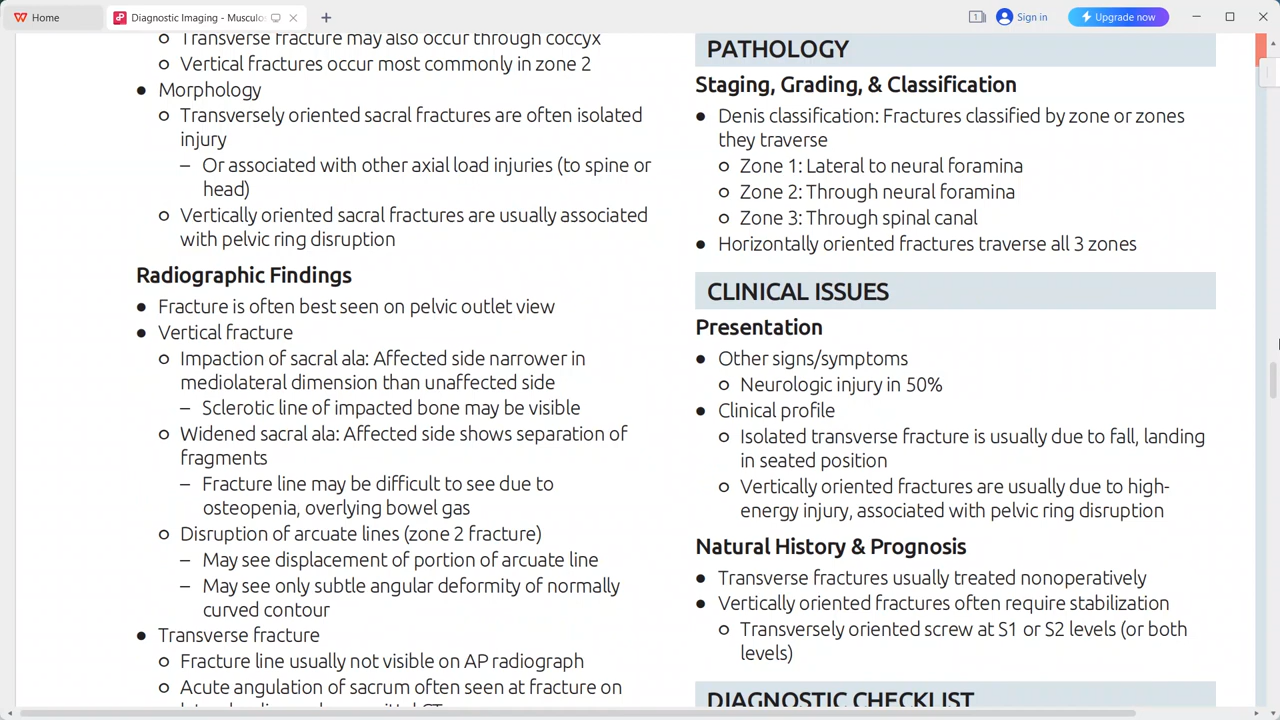 Home
Diagnostic Imaging - Musculos
Sign in
Upgrade now
Transverse fracture may also occur through coccyx
Vertical fractures occur most commonly in zone 2
Morphology
Transversely oriented sacral fractures are often isolated
injury
– Or associated with other axial load injuries (to spine or
head)
Vertically oriented sacral fractures are usually associated
with pelvic ring disruption
Radiographic Findings
Fracture is often best seen on pelvic outlet view
Vertical fracture
Impaction of sacral ala: Affected side narrower in
mediolateral dimension than unaffected side
– Sclerotic line of impacted bone may be visible
Widened sacral ala: Affected side shows separation of
fragments
– Fracture line may be difficult to see due to
osteopenia, overlying bowel gas
Disruption of arcuate lines (zone 2 fracture)
– May see displacement of portion of arcuate line
– May see only subtle angular deformity of normally
curved contour
Transverse fracture
Fracture line usually not visible on AP radiograph
Acute angulation of sacrum often seen at fracture on
PATHOLOGY
Staging, Grading, & Classification
Denis classification: Fractures classified by zone or zones
they traverse
Zone 1: Lateral to neural foramina
Zone 2: Through neural foramina
Zone 3: Through spinal canal
Horizontally oriented fractures traverse all 3 zones
CLINICAL ISSUES
Presentation
Other signs/symptoms
Neurologic injury in 50%
Clinical profile
Isolated transverse fracture is usually due to fall, landing
in seated position
Vertically oriented fractures are usually due to high-
energy injury, associated with pelvic ring disruption
Natural History & Prognosis
Transverse fractures usually treated nonoperatively
Vertically oriented fractures often require stabilization
Transversely oriented screw at S1 or S2 levels (or both
levels)
DIAGNOSTIC CHECKLIST